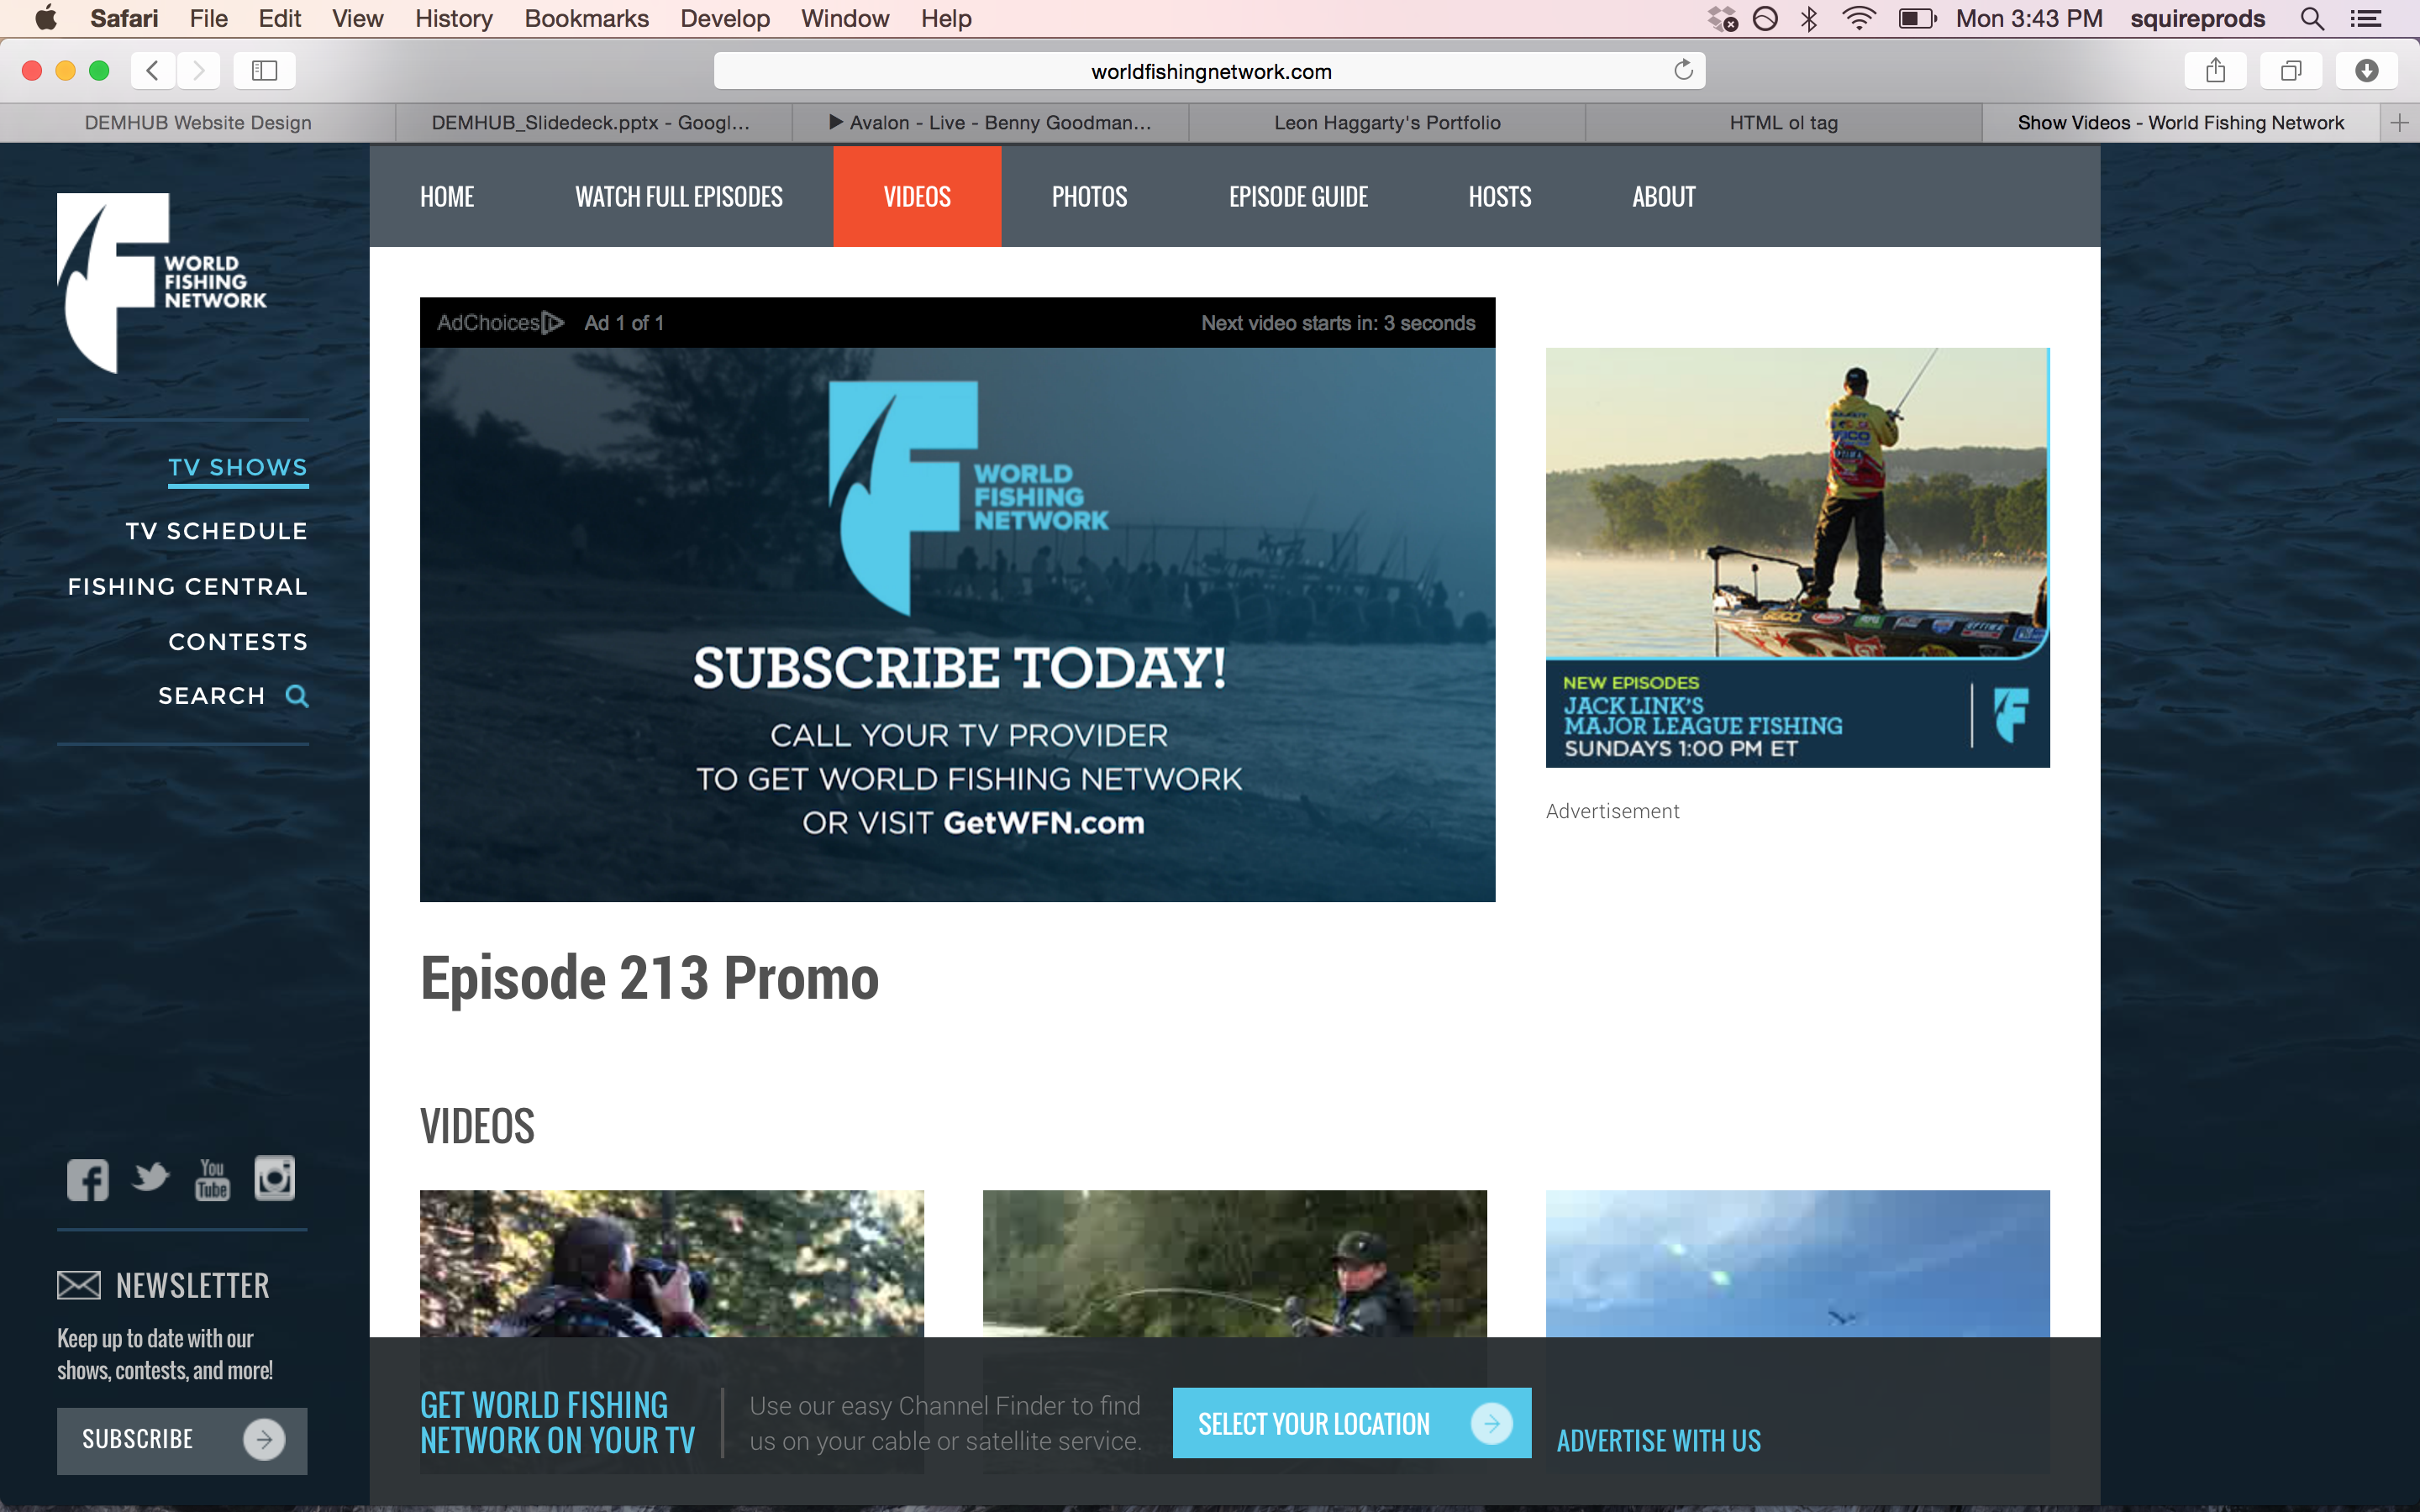 Safari File Edit View History Bookmarks Develop Window Help Mon 3:43 PM squireprods
worldfishingnetwork.com
DEMHUB Website Design DEMHUB_Slidedeck.pptx - Googl... ▶ Avalon - Live - Benny Goodman... Leon Haggarty's Portfolio HTML ol tag Show Videos - World Fishing Network
HOME WATCH FULL EPISODES VIDEOS PHOTOS EPISODE GUIDE HOSTS ABOUT
WORLD
FISHING
NETWORK
TV SHOWS
TV SCHEDULE
FISHING CENTRAL
CONTESTS
SEARCH
AdChoices Ad 1 of 1 Next video starts in: 3 seconds
WORLD
FISHING
NETWORK
SUBSCRIBE TODAY!
CALL YOUR TV PROVIDER
TO GET WORLD FISHING NETWORK
OR VISIT GetWFN.com
NEW EPISODES
JACK LINK'S
MAJOR LEAGUE FISHING
SUNDAYS 1:00 PM ET
Advertisement
Episode 213 Promo
VIDEOS
You
Tube
NEWSLETTER
Keep up to date with our
shows, contests, and more!
SUBSCRIBE
GET WORLD FISHING
NETWORK ON YOUR TV
Use our easy Channel Finder to find
us on your cable or satellite service.
SELECT YOUR LOCATION
ADVERTISE WITH US